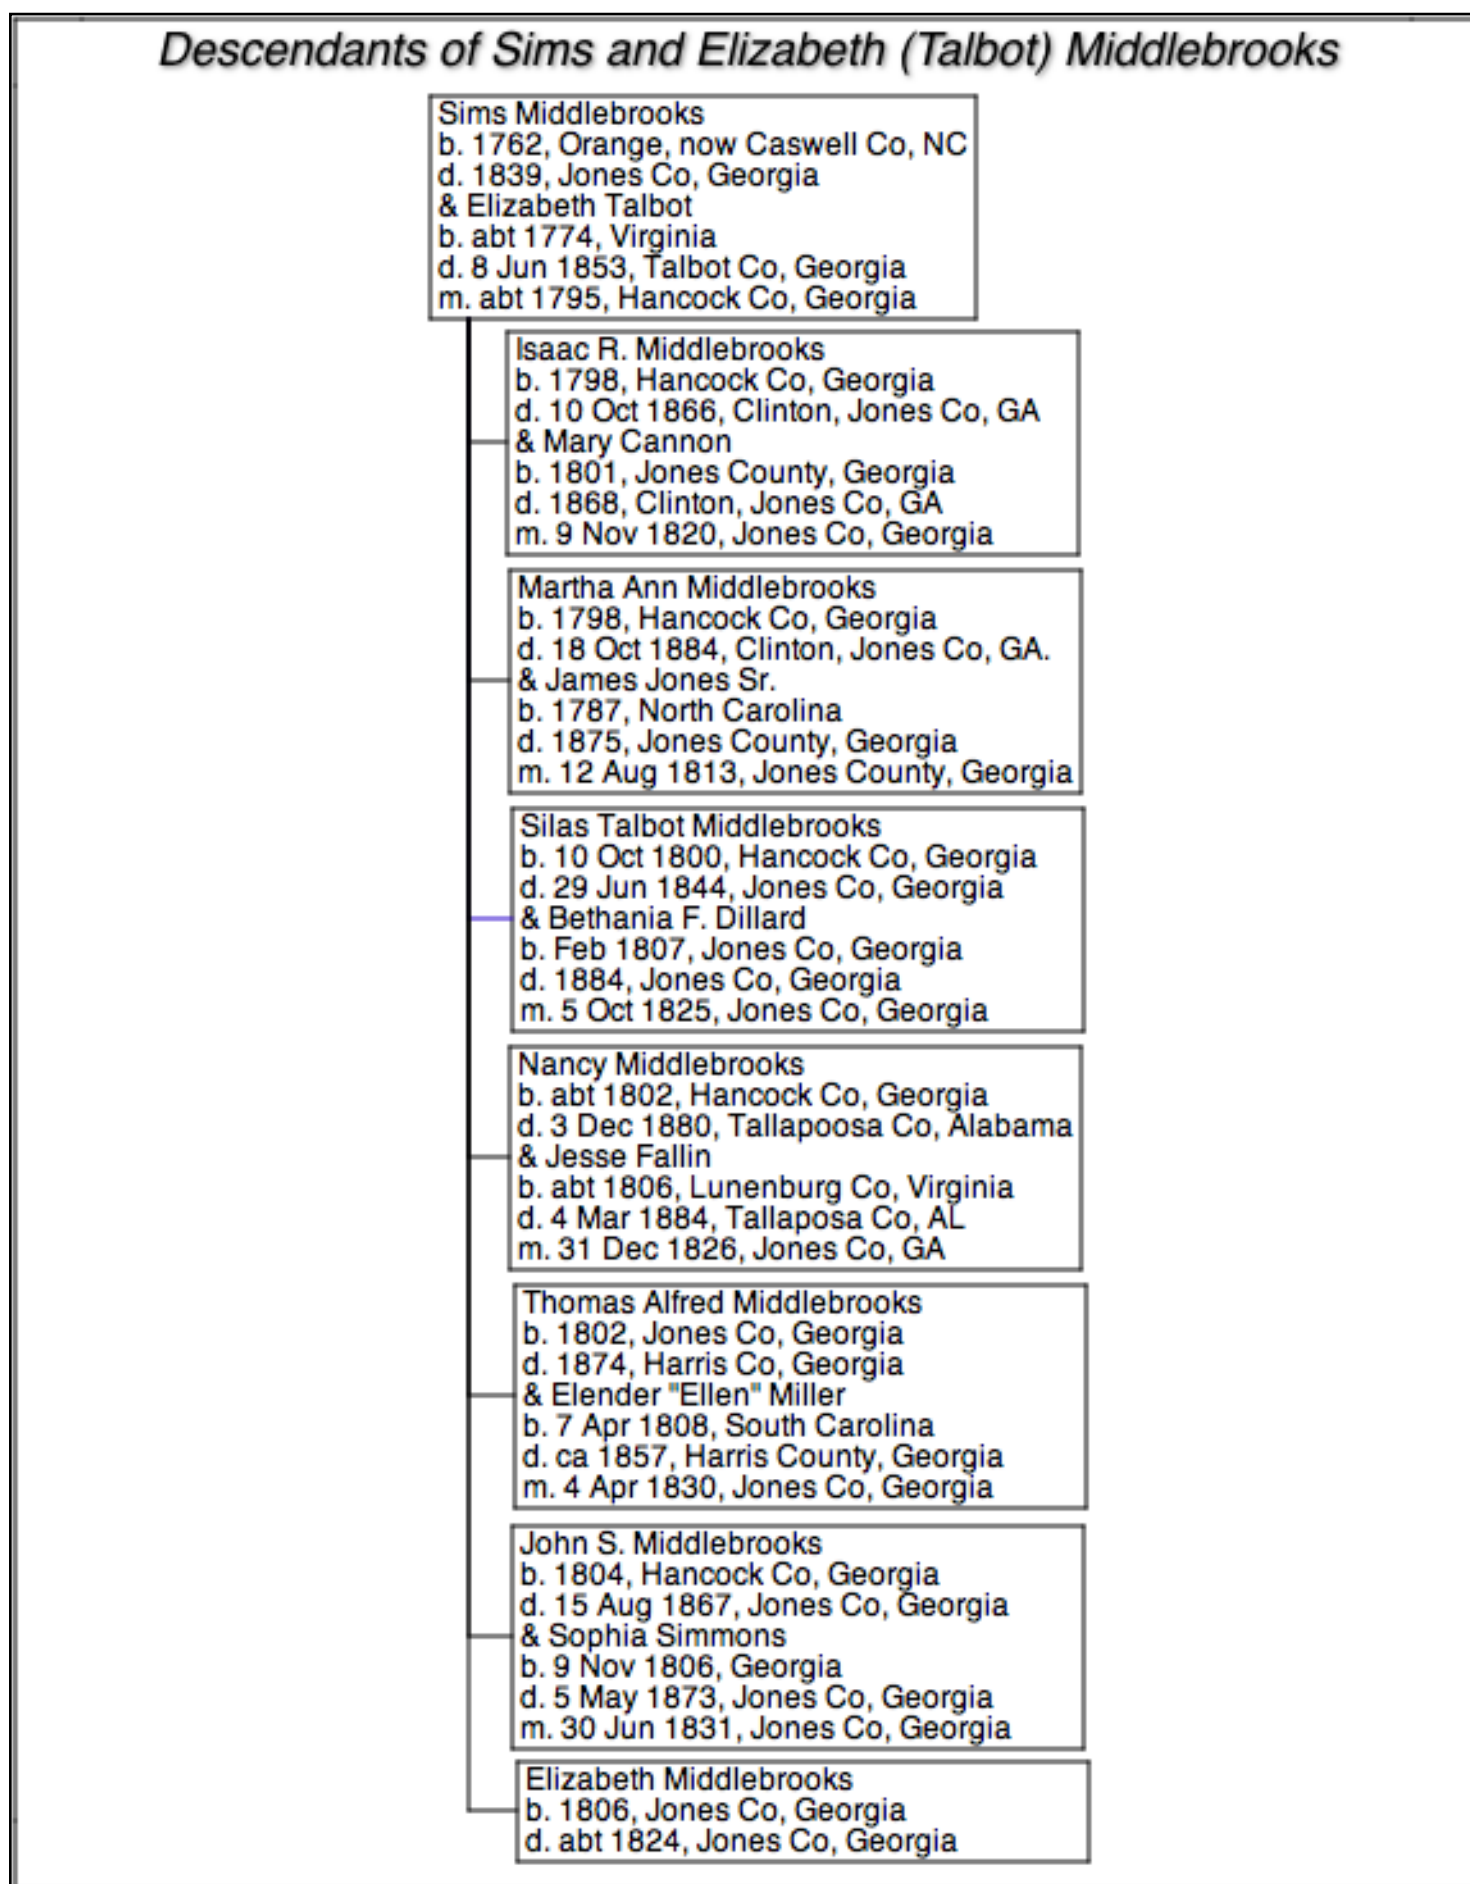 Descendants of Sims and Elizabeth (Talbot) Middlebrooks
Sims Middlebrooks
b. 1762, Orange, now Caswell Co, NC
d. 1839, Jones Co, Georgia
& Elizabeth Talbot
b. abt 1774, Virginia
d. 8 Jun 1853, Talbot Co, Georgia
m. abt 1795, Hancock Co, Georgia
Isaac R. Middlebrooks
b. 1798, Hancock Co, Georgia
d. 10 Oct 1866, Clinton, Jones Co, GA
& Mary Cannon
b. 1801, Jones County, Georgia
d. 1868, Clinton, Jones Co, GA
m. 9 Nov 1820, Jones Co, Georgia
Martha Ann Middlebrooks
b. 1798, Hancock Co, Georgia
d. 18 Oct 1884, Clinton, Jones Co, GA.
& James Jones Sr.
b. 1787, North Carolina
d. 1875, Jones County, Georgia
m. 12 Aug 1813, Jones County, Georgia
Silas Talbot Middlebrooks
b. 10 Oct 1800, Hancock Co, Georgia
d. 29 Jun 1844, Jones Co, Georgia
& Bethania F. Dillard
b. Feb 1807, Jones Co, Georgia
d. 1884, Jones Co, Georgia
m. 5 Oct 1825, Jones Co, Georgia
Nancy Middlebrooks
b. abt 1802, Hancock Co, Georgia
d. 3 Dec 1880, Tallapoosa Co, Alabama
& Jesse Fallin
b. abt 1806, Lunenburg Co, Virginia
d. 4 Mar 1884, Tallaposa Co, AL
m. 31 Dec 1826, Jones Co, GA
Thomas Alfred Middlebrooks
b. 1802, Jones Co, Georgia
d. 1874, Harris Co, Georgia
& Elender "Ellen" Miller
b. 7 Apr 1808, South Carolina
d. ca 1857, Harris County, Georgia
m. 4 Apr 1830, Jones Co, Georgia
John S. Middlebrooks
b. 1804, Hancock Co, Georgia
d. 15 Aug 1867, Jones Co, Georgia
& Sophia Simmons
b. 9 Nov 1806, Georgia
d. 5 May 1873, Jones Co, Georgia
m. 30 Jun 1831, Jones Co, Georgia
Elizabeth Middlebrooks
b. 1806, Jones Co, Georgia
d. abt 1824, Jones Co, Georgia